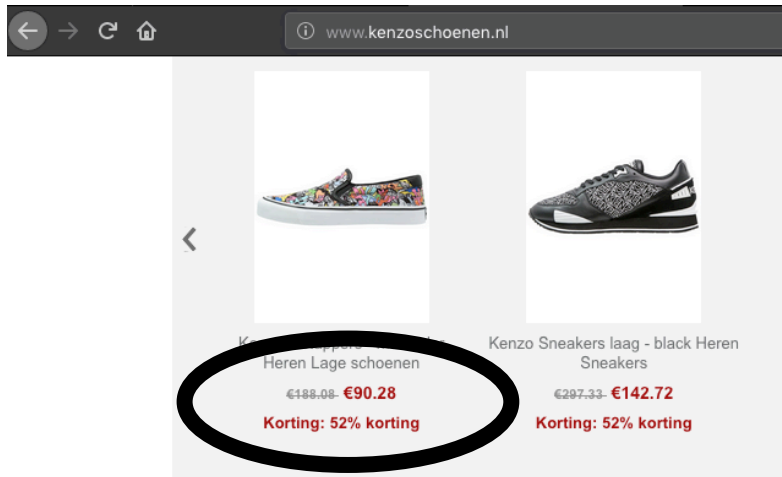 www.kenzoschoenen.nl
Heren Lage schoenen
€188.08 €90.28
Korting: 52% korting
Kenzo Sneakers laag - black Heren
Sneakers
€297.33 €142.72
Korting: 52% korting